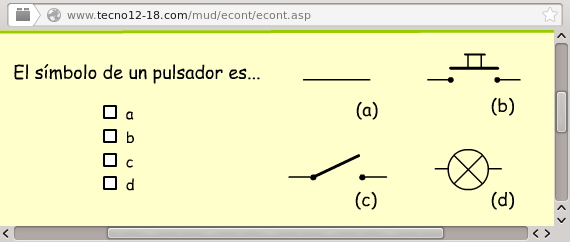 www.tecno12-18.com/mud/econt/econt.asp
El símbolo de un pulsador es...
a
b
c
d
(a)
(b)
(c)
(d)